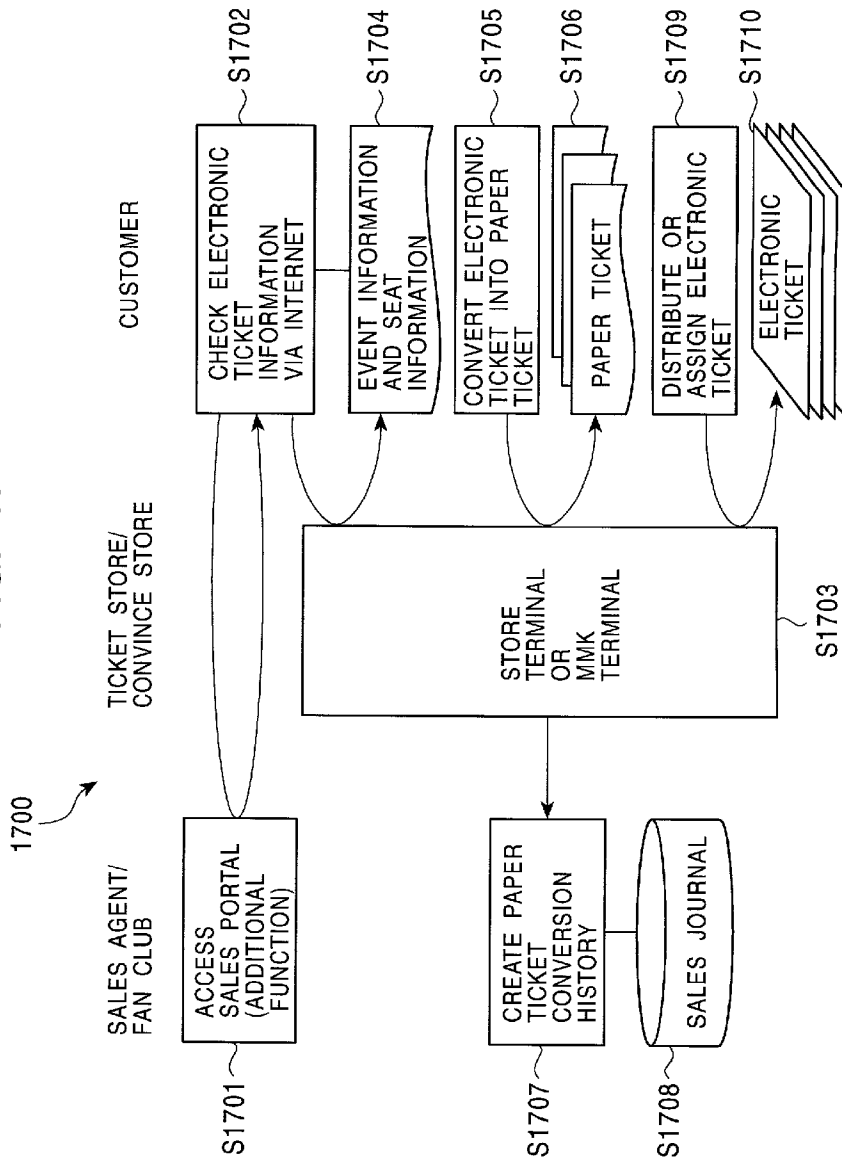 1700
SALES AGENT/
FAN CLUB
TICKET STORE/
CONVINCE STORE
CUSTOMER
ACCESS
SALES PORTAL
(ADDITIONAL
FUNCTION)
S1701
CHECK ELECTRONIC
TICKET
INFORMATION
VIA INTERNET
S1702
EVENT INFORMATION
AND SEAT
INFORMATION
S1704
STORE
TERMINAL
OR
MMK
TERMINAL
S1703
CONVERT ELECTRONIC
TICKET INTO PAPER
TICKET
S1705
PAPER TICKET
S1706
CREATE PAPER
TICKET
CONVERSION
HISTORY
S1707
SALES JOURNAL
S1708
DISTRIBUTE OR
ASSIGN ELECTRONIC
TICKET
S1709
ELECTRONIC
TICKET
S1710